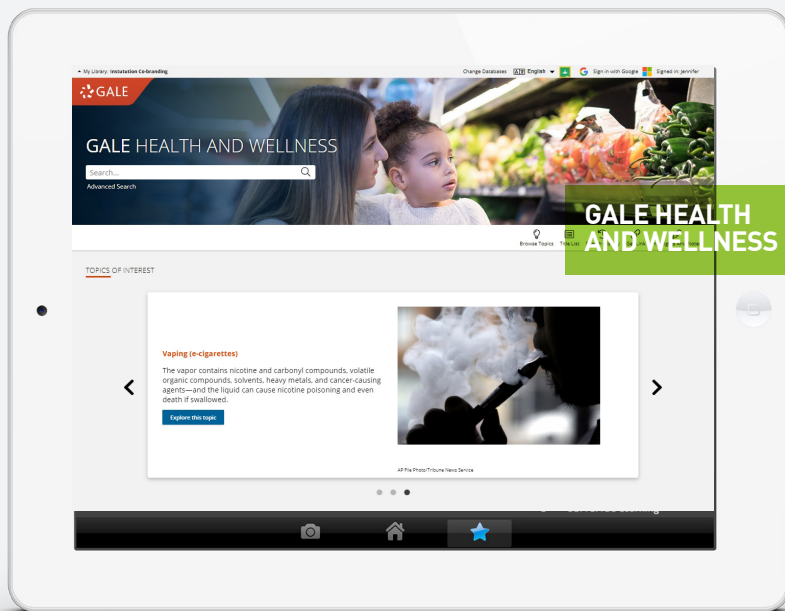 My Library: Instutution Co-branding
Change Databases English Sign in with Google Signed in: Jennifer
GALE
GALE HEALTH AND WELLNESS
Search...
Advanced Search
GALE HEALTH
AND WELLNESS
Browse Topics Title List
TOPICS OF INTEREST
Vaping (e-cigarettes)
The vapor contains nicotine and carbonyl compounds, volatile
organic compounds, solvents, heavy metals, and cancer-causing
agents—and the liquid can cause nicotine poisoning and even
death if swallowed.
Explore this topic
AP File Photo/Tribune News Service